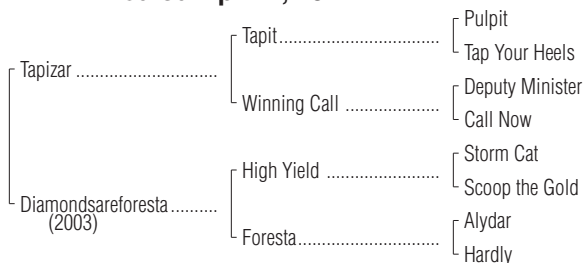 Pulpit
Tapit
Tap Your Heels
Tapizar
Deputy Minister
Winning Call
Call Now
Storm Cat
High Yield
Scoop the Gold
Diamondsareforesta
(2003)
Alydar
Foresta
Hardly